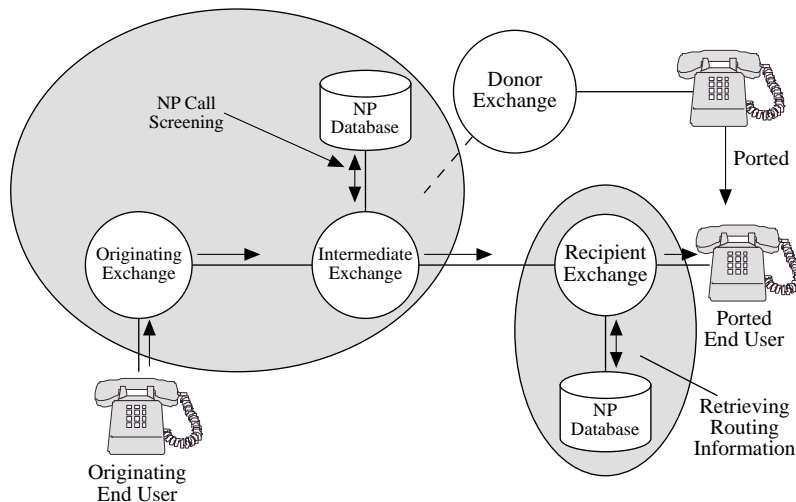 NP Call
Screening
NP
Database
Donor
Exchange
Ported
Originating
Exchange
Intermediate
Exchange
Recipient
Exchange
Ported
End User
NP
Database
Retrieving
Routing
Information
Originating
End User